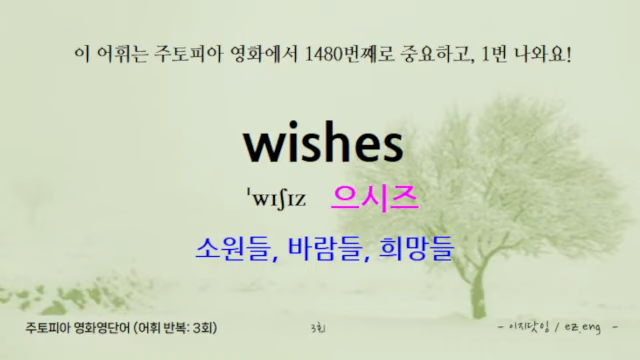 이 어휘는 주토피아 영화에서 1480번째로 중요하고, 1번 나와요!
wishes
ˈwɪʃɪz 으시즈
소원들, 바람들, 희망들
주토피아 영화영단어 (어휘 반복: 3회) 3회 - 이지닷잉 / ez.eng -